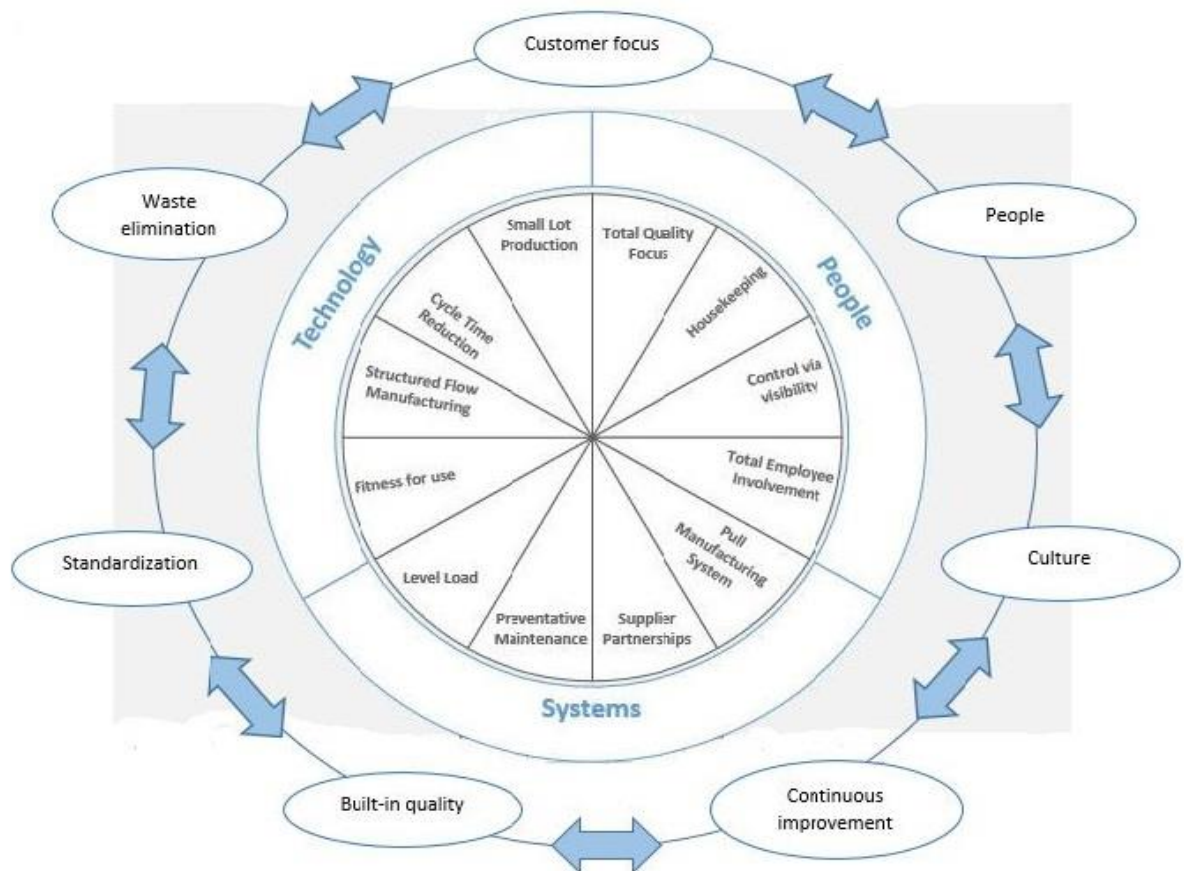 Customer focus
Waste
elimination
People
Technology
People
Small Lot
Production
Total Quality
Focus
Cycle Time
Reduction
Housekeeping
Structured Flow
Manufacturing
Control via
visibility
Fitness for use
Total Employee
Involvement
Level Load
Pull
Manufacturing
System
Preventative
Maintenance
Supplier
Partnerships
Standardization
Culture
Systems
Built-in quality
Continuous
improvement